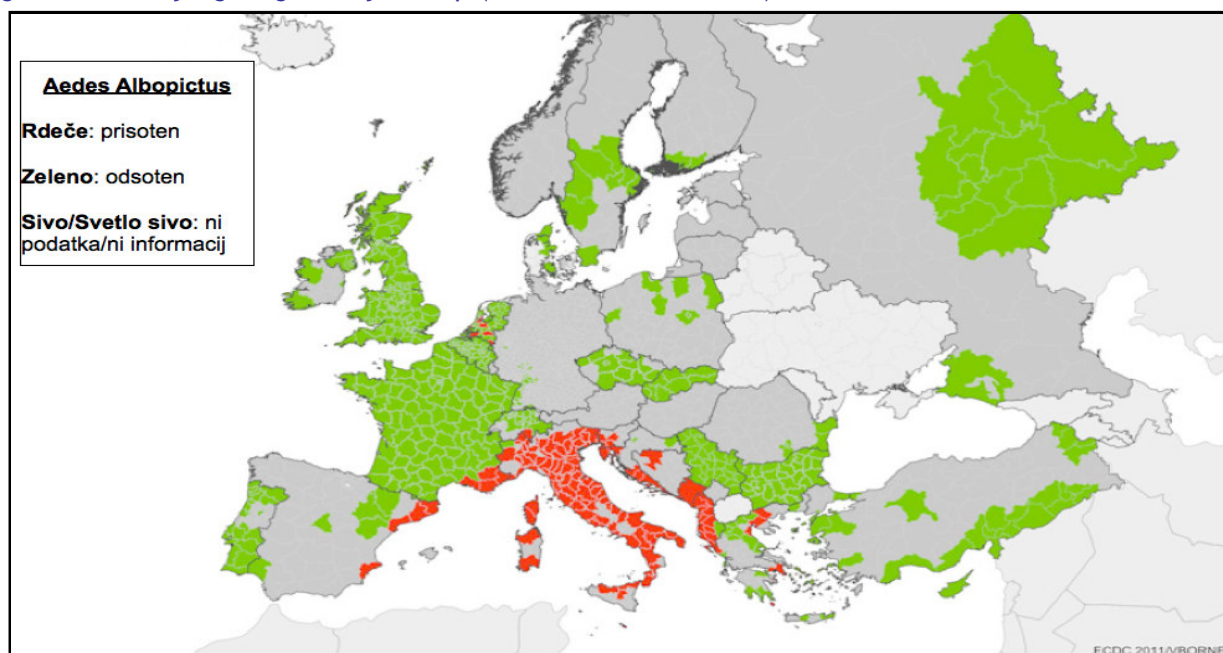 Aedes Albopictus
Rdeče: prisoten
Zeleno: odsoten
Sivo/Svetlo sivo: ni
podatka/ni informacij
ECDC 2011/VBORNE